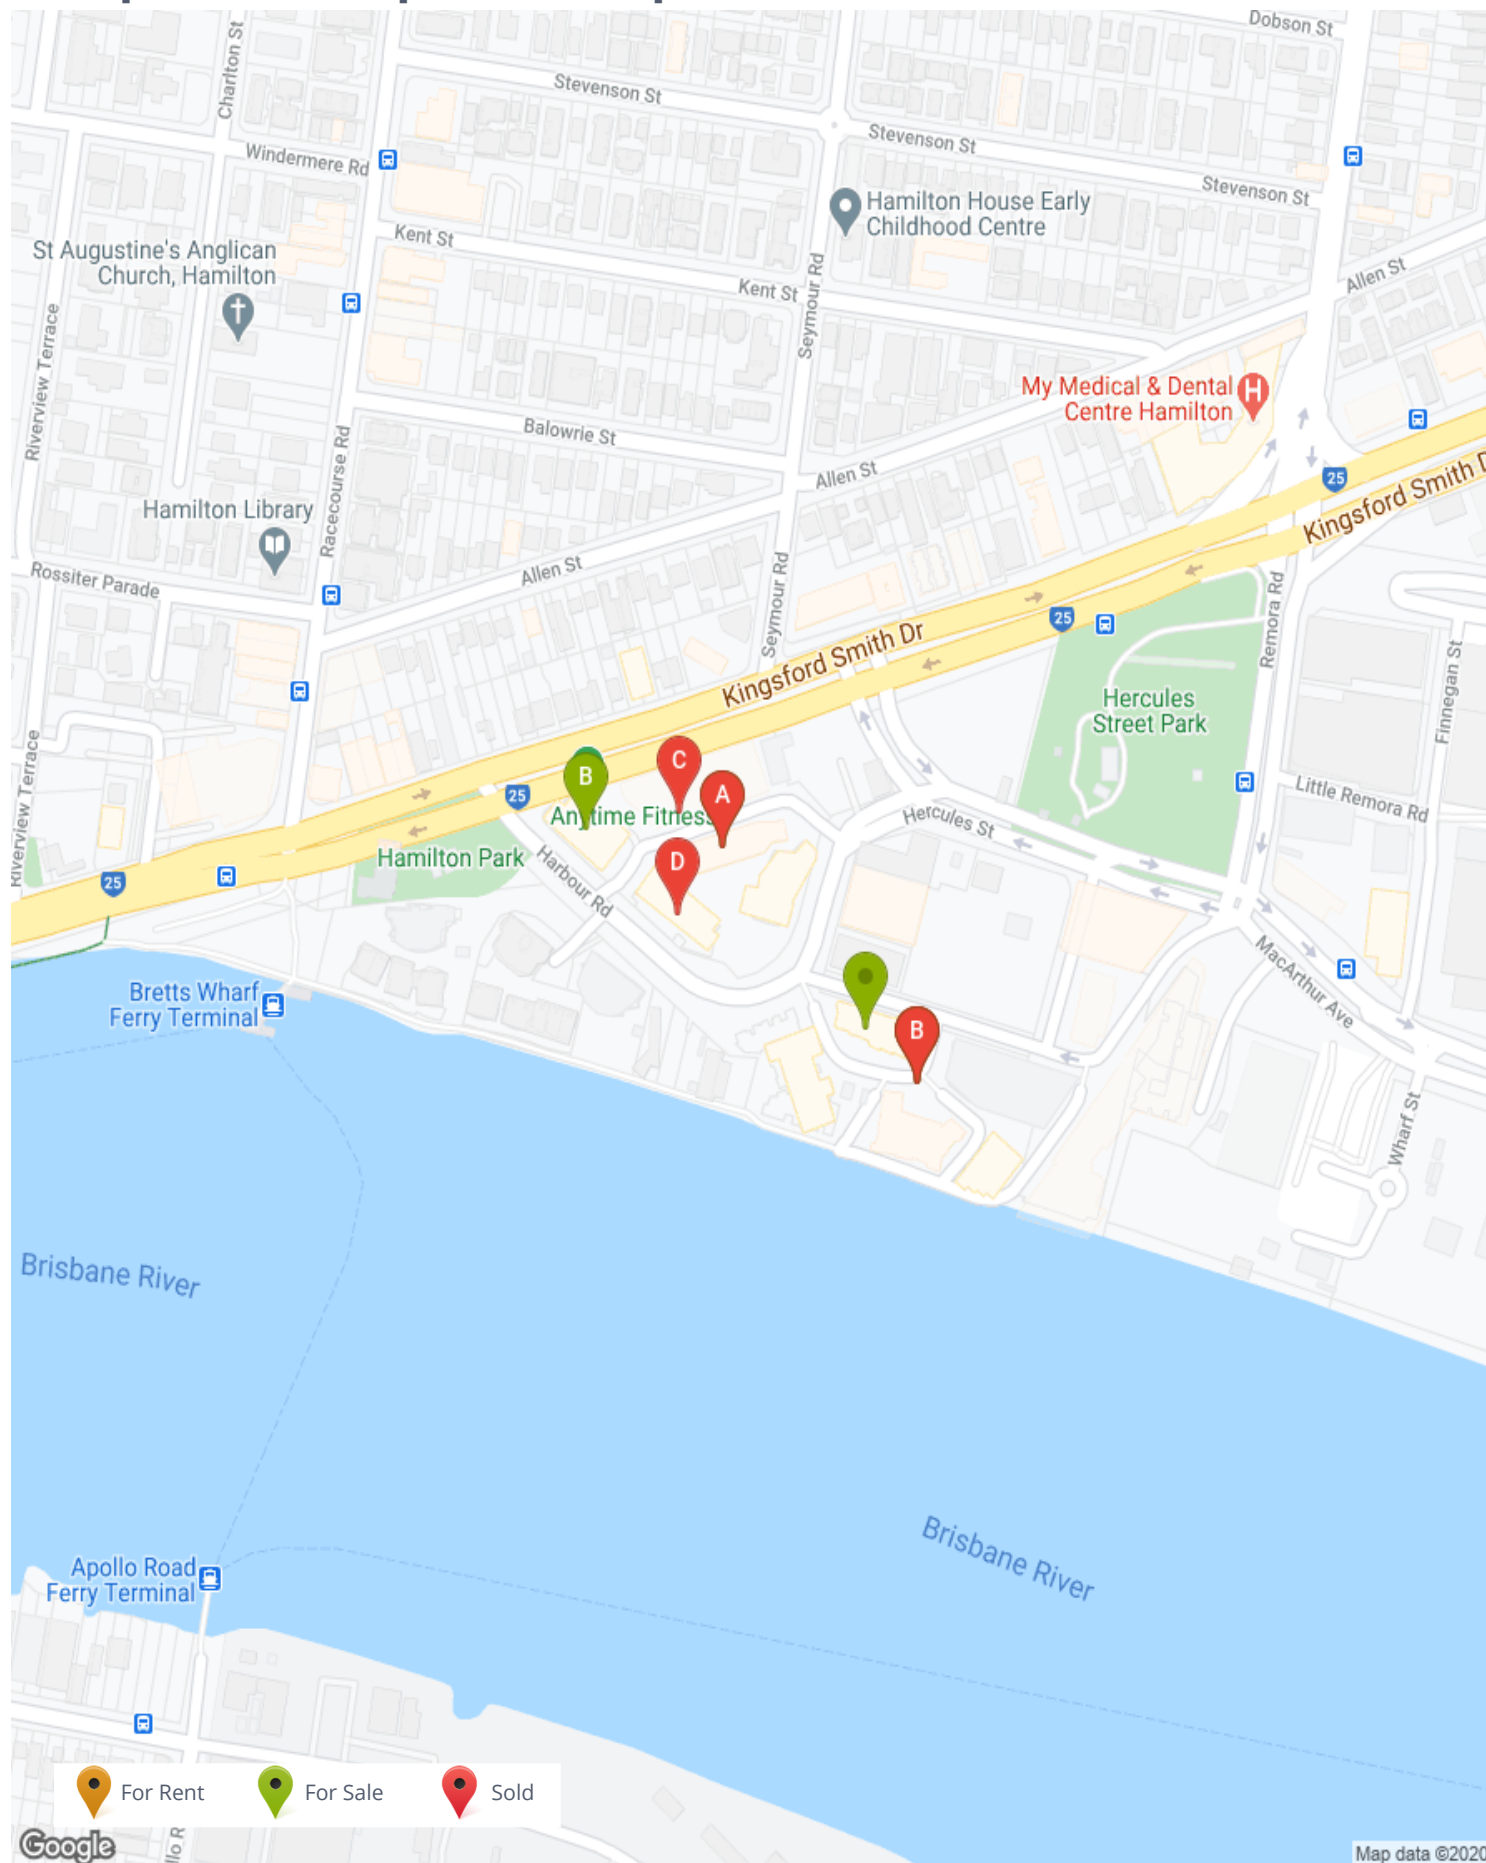 Dobson St
Charlton St
Stevenson St
Stevenson St
Windermere Rd
Stevenson St
Hamilton House Early
Childhood Centre
Kent St
St Augustine's Anglican
Church, Hamilton
Seymour Rd
Kent St
Allen St
Riverview Terrace
My Medical & Dental
Centre Hamilton
H
Balowrie St
Racecourse Rd
Allen St
25
Kingsford Smith D
Hamilton Library
Allen St
Rossiter Parade
Seymour Rd
Remora Rd
25
Kingsford Smith Dr
Finnegan St
Hercules
Street Park
Riverview Terrace
C
B
A
25
Little Remora Rd
Anytime Fitness
Hercules St
Hamilton Park
D
Harbour Rd
25
MacArthur Ave
Bretts Wharf
Ferry Terminal
B
Wharf St
Brisbane River
Brisbane River
Apollo Road
Ferry Terminal
For Rent
For Sale
Sold
Google
llo R
Map data ©2020